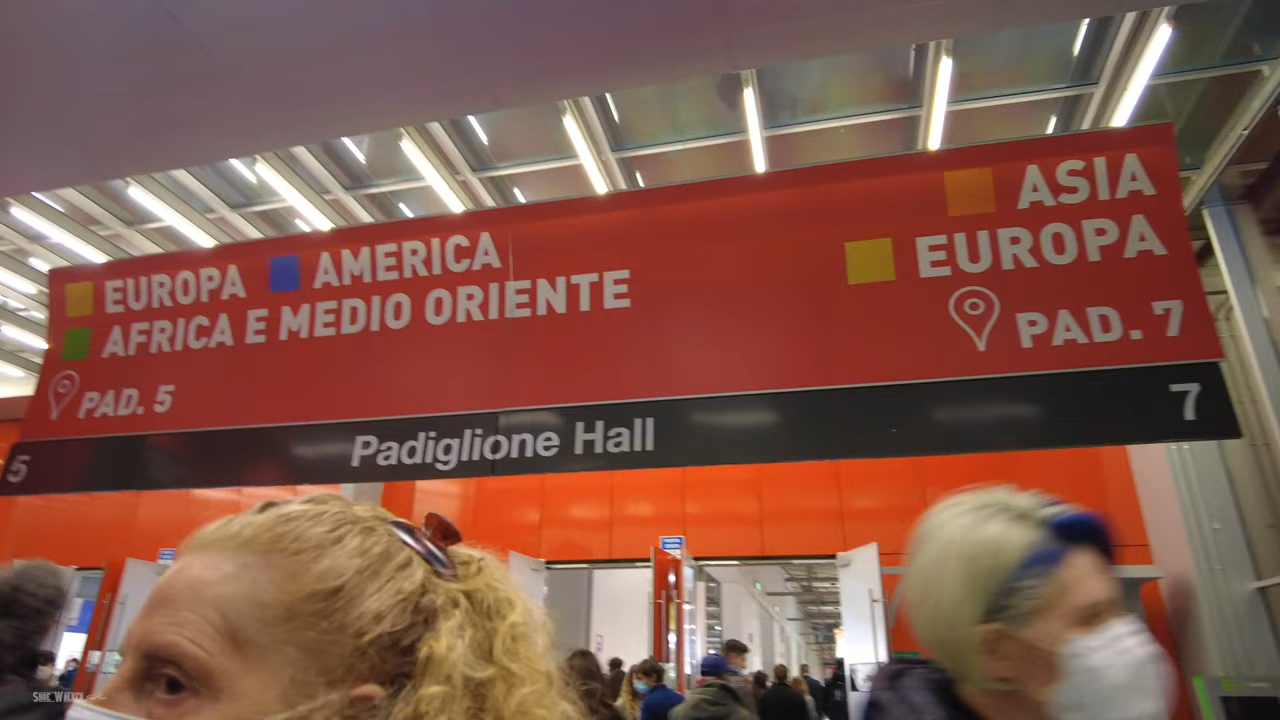 EUROPA AMERICA
AFRICA E MEDIO ORIENTE
PAD. 5
ASIA
EUROPA
PAD. 7
5 Padiglione Hall 7